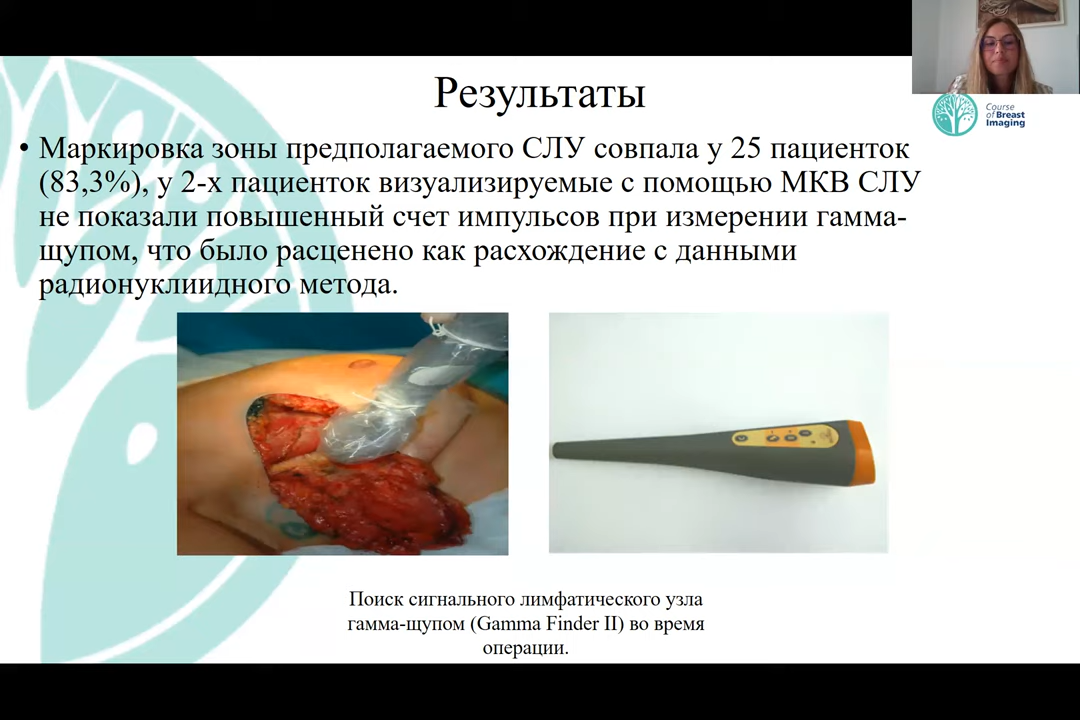 Course
of Breast
Imaging
Результаты
• Маркировка зоны предполагаемого СЛУ совпала у 25 пациенток
(83,3%), у 2-х пациенток визуализируемые с помощью МКВ СЛУ
не показали повышенный счет импульсов при измерении гамма-
щупом, что было расценено как расхождение с данными
радионуклиидного метода.
Поиск сигнального лимфатического узла
гамма-щупом (Gamma Finder II) во время
операции.